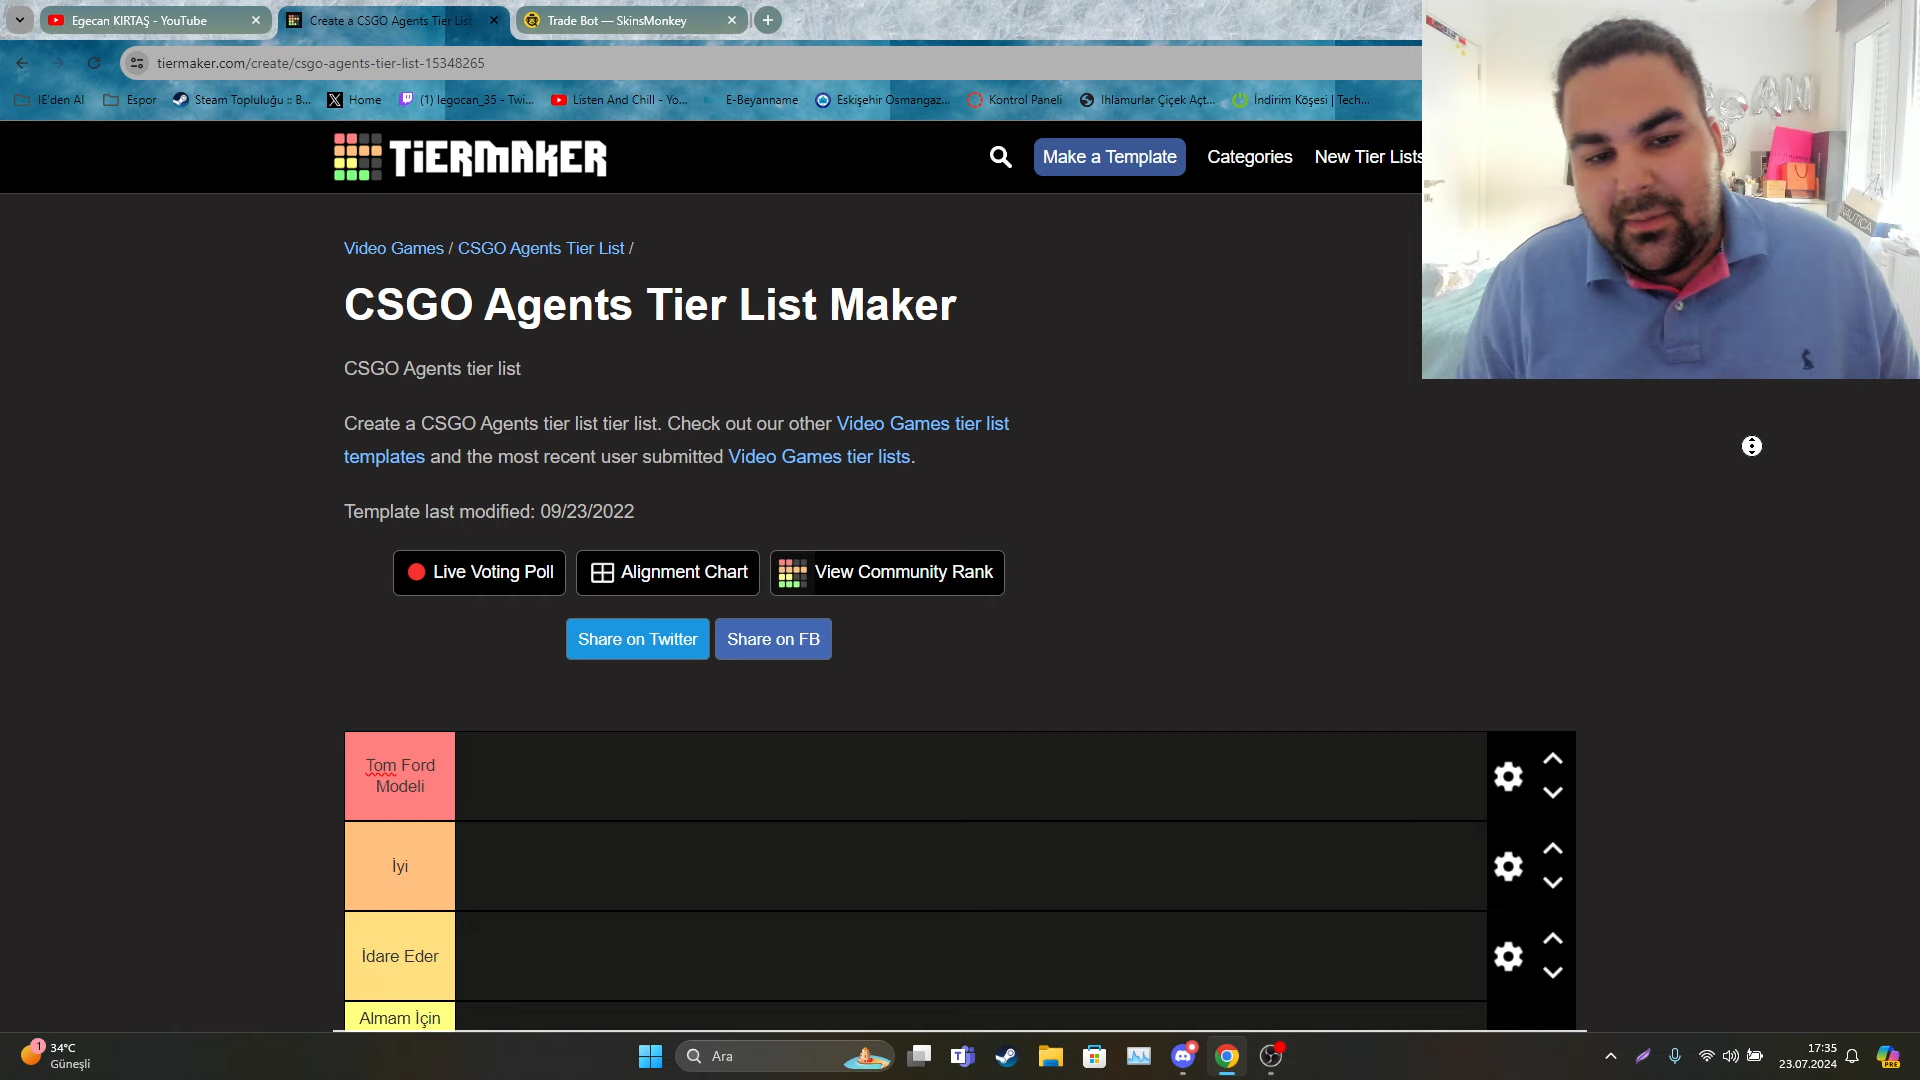 Egecan KIRTAŞ - YouTube
Create a CSGO Agents Tier List
Trade Bot — SkinsMonkey
tiermaker.com/create/csgo-agents-tier-list-15348265
IE'den Al
Espor
Steam Topluluğu :: B...
Home
(1) legocan_35 - Twi...
Listen And Chill - Yo...
E-Beyanname
Eskişehir Osmangaz...
Kontrol Paneli
Ihlamurlar Çiçek Açt...
İndirim Köşesi | Tech...
TiERMAKER
Make a Template
Categories
New Tier Lists
NAUTICA
Video Games / CSGO Agents Tier List /
CSGO Agents Tier List Maker
CSGO Agents tier list
Create a CSGO Agents tier list tier list. Check out our other Video Games tier list
templates and the most recent user submitted Video Games tier lists.
Template last modified: 09/23/2022
Live Voting Poll
Alignment Chart
View Community Rank
Share on Twitter
Share on FB
Tom Ford
Modeli
İyi
İdare Eder
Almam İçin
1
34°C
Güneşli
Ara
17:35
23.07.2024
PRE